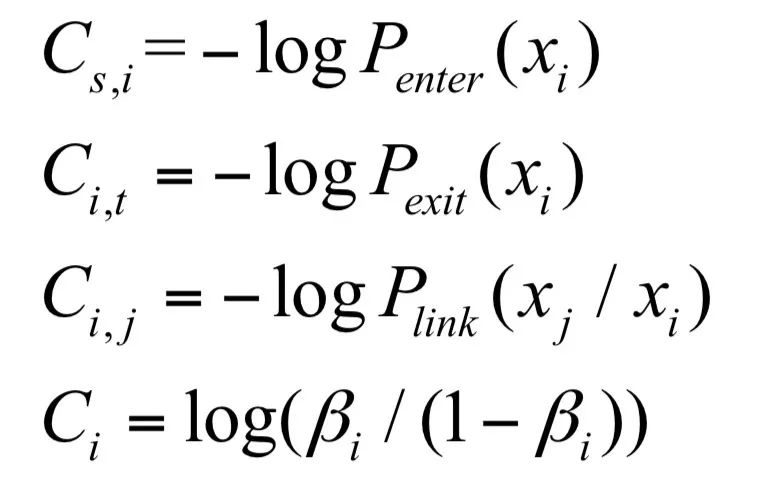 C_{s,i} = -log P_{enter}(x_i)
C_{i,t} = -log P_{exit}(x_i)
C_{i,j} = -log P_{link}(x_j / x_i)
C_i = log(β_i / (1 - β_i))